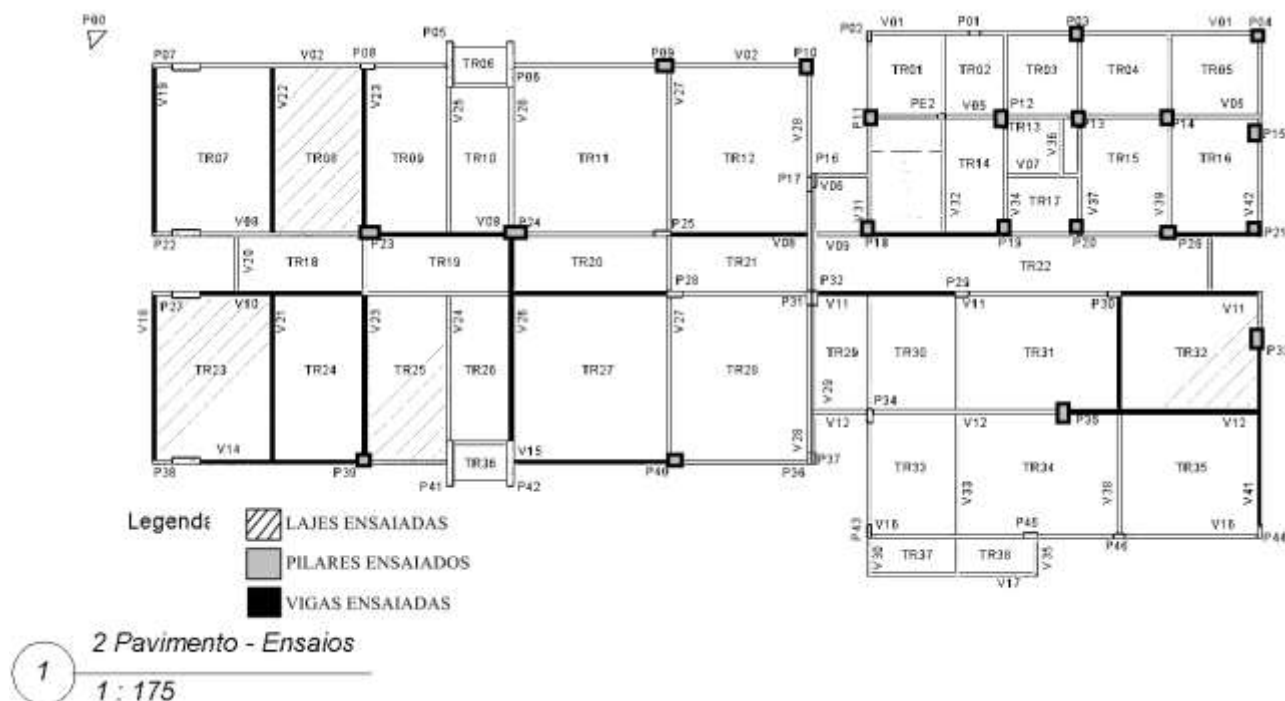 P00
P05
P02 V01 P01 P03 V01 P04
P07 V02 P08 P09 V02 P10
TR06
P06
TR01 TR02 TR03 TR04 TR05
V19 V22 V23 V25 V26 V27 V28
P11 PE2 V05 P12 V05
TR13 P13 P14 P15
V36
TR07 TR08 TR09 TR10 TR11 TR12
P16
TR14 V07 TR15 TR16
P17 V06
V31 V32 V34 TR17 V37 V39 V42
V08 V08 P24 P25
P22 P23 V08 V09 P18 P19 P20 P26 P21
V20 TR18 TR19 TR20 TR21 TR22
P28 P32 P29
P27 V10 P31 V11 V11 P30 V11
V18 V21 V23 V24 V26 V27
TR23 TR24 TR25 TR26 TR27 TR28 TR29 TR30 TR31 TR32
V29
P34
V12 V12 P35 V12
V14 V15 V28
P38 P39 TR36 P40 P36 P37
P41 P42
TR33 TR34 TR35
V33 V38 V41
Legenda
LAJES ENSAIADAS
P43 V16 P45 P46 V16 P44
PILARES ENSAIADOS
V30 TR37 TR38 V35
V17
VIGAS ENSAIADAS
2 Pavimento - Ensaios
1
1 : 175